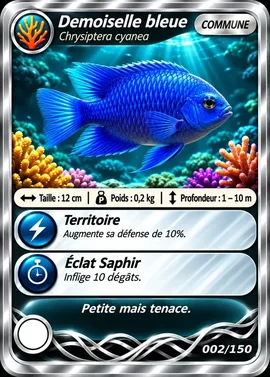 Demoiselle bleue
Chrysiptera cyanea
COMMUNE
Taille : 12 cm | Poids : 0,2 kg | Profondeur : 1 – 10 m
Territoire
Augmente sa défense de 10%.
Éclat Saphir
Inflige 10 dégâts.
Petite mais tenace.
002/150